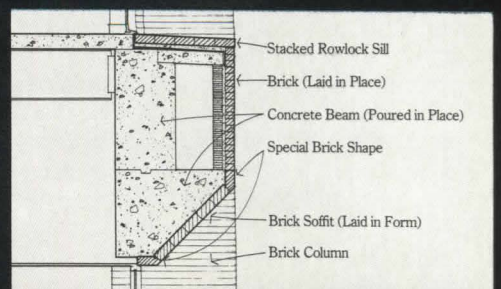 Stacked Rowlock Sill
Brick (Laid in Place)
Concrete Beam (Poured in Place)
Special Brick Shape
Brick Soffit (Laid in Form)
Brick Column